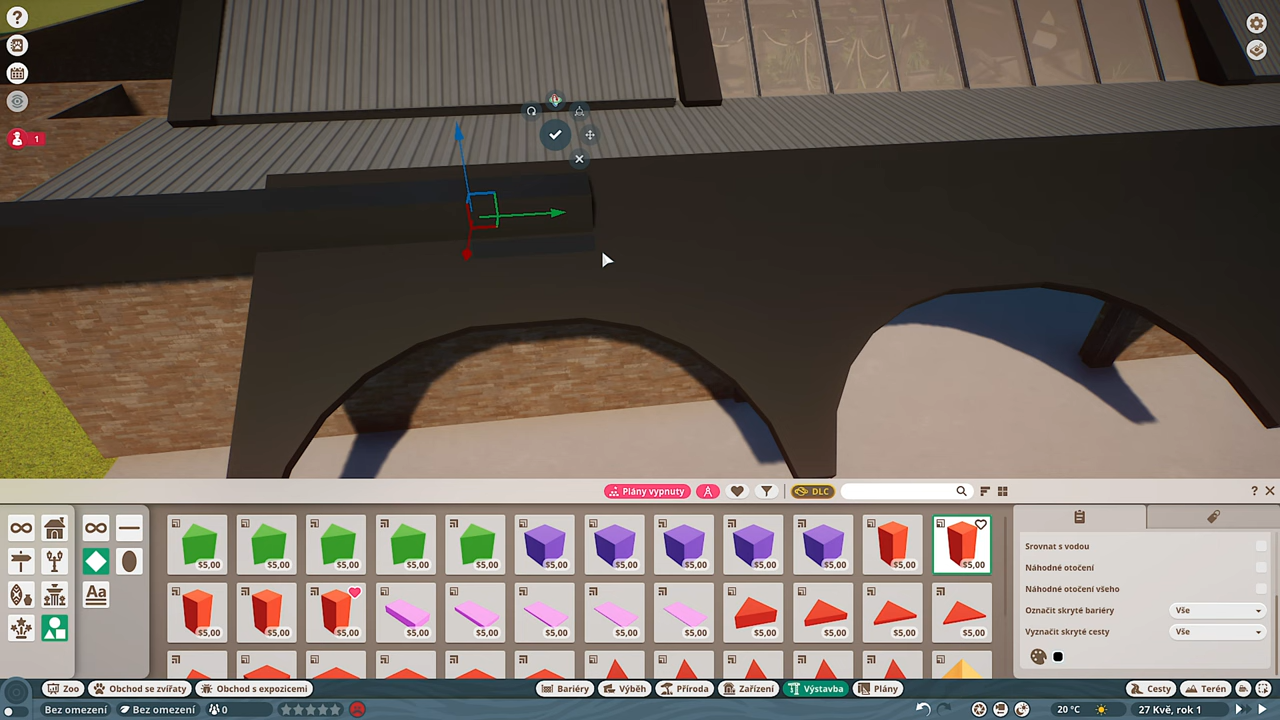 ?
1
Plány vypnuty
DLC
?
$5,00 $5,00 $5,00 $5,00 $5,00 $5,00 $5,00 $5,00 $5,00 $5,00 $5,00 $5,00
$5,00 $5,00 $5,00 $5,00 $5,00 $5,00 $5,00 $5,00 $5,00 $5,00 $5,00 $5,00
Aa
Srovnat s vodou
Náhodné otočení
Náhodné otočení všeho
Označit skryté bariéry Vše
Vyznačit skryté cesty Vše
Zoo Obchod se zvířaty Obchod s expozicemi Bariéry Výběh Příroda Zařízení Výstavba Plány Cesty Terén
Bez omezení Bez omezení 0 20 °C 27 Kvě, rok 1